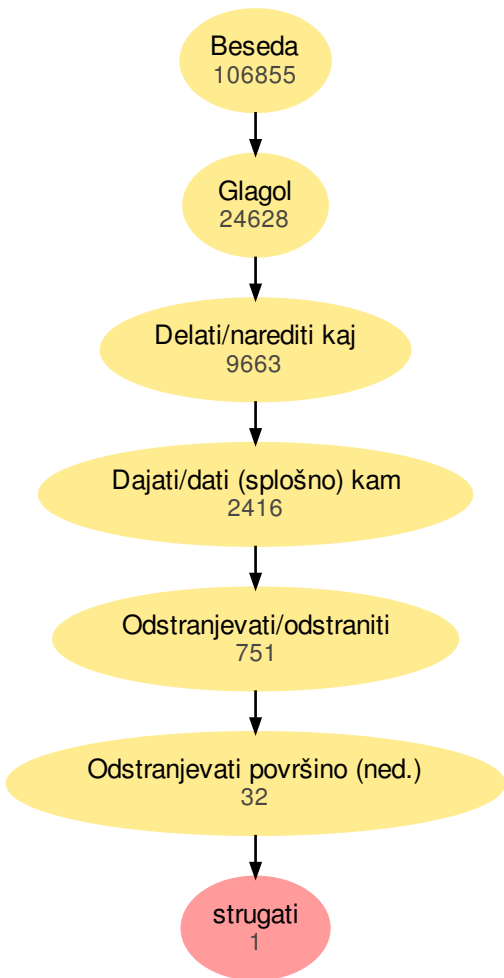 Beseda
106855
Glagol
24628
Delati/narediti kaj
9663
Dajati/dati (splošno) kam
2416
Odstranjevati/odstraniti
751
Odstranjevati površino (ned.)
32
strugati
1